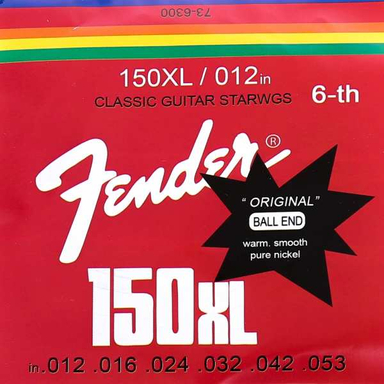 73-6300
150XL / 012in
CLASSIC GUITAR STARWGS
6-th
Fender®
"ORIGINAL"
BALL END
warm. smooth
pure nickel
150XL
in.012 .016 .024 .032 .042 .053